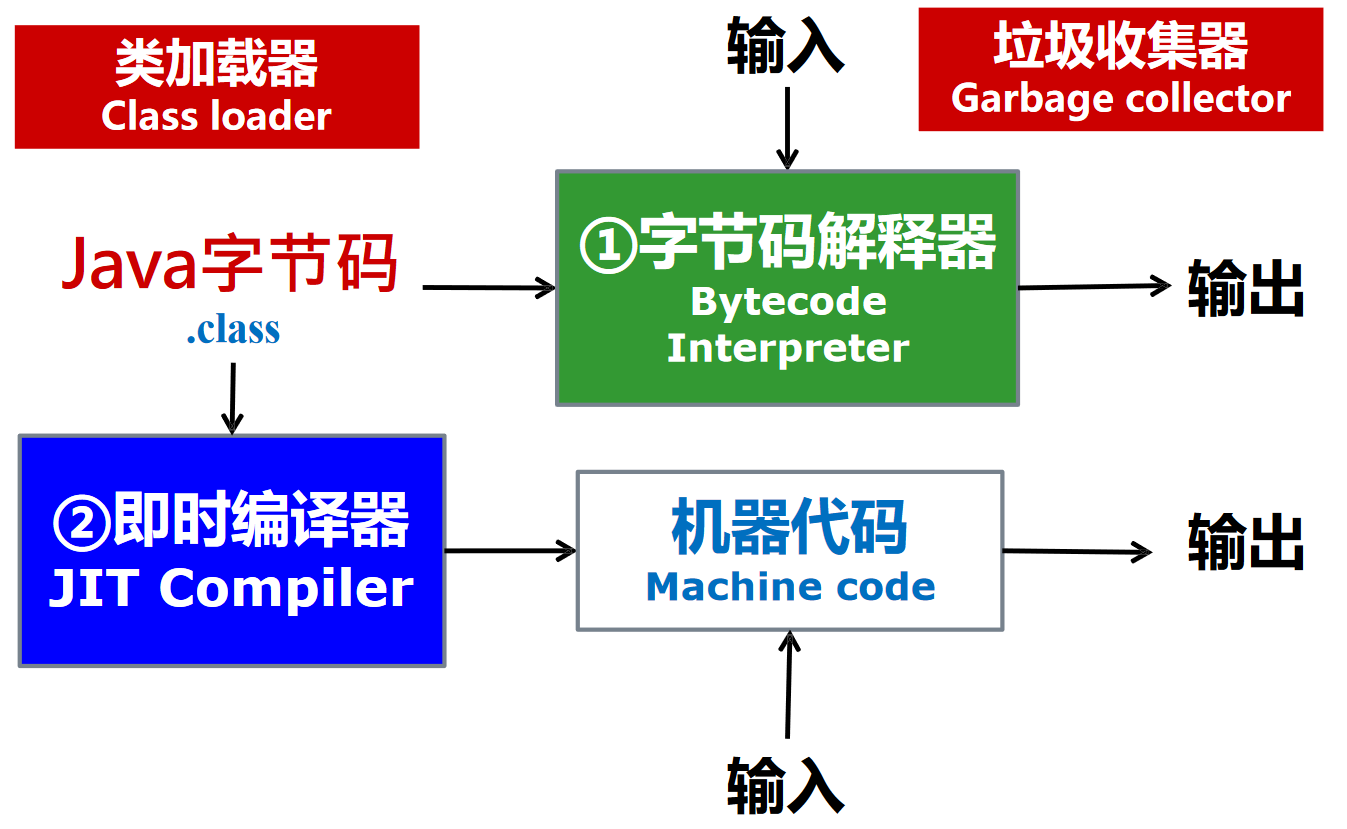 类加载器
Class loader
输入
垃圾收集器
Garbage collector
Java字节码
.class
①字节码解释器
Bytecode
Interpreter
输出
②即时编译器
JIT Compiler
机器代码
Machine code
输出
输入